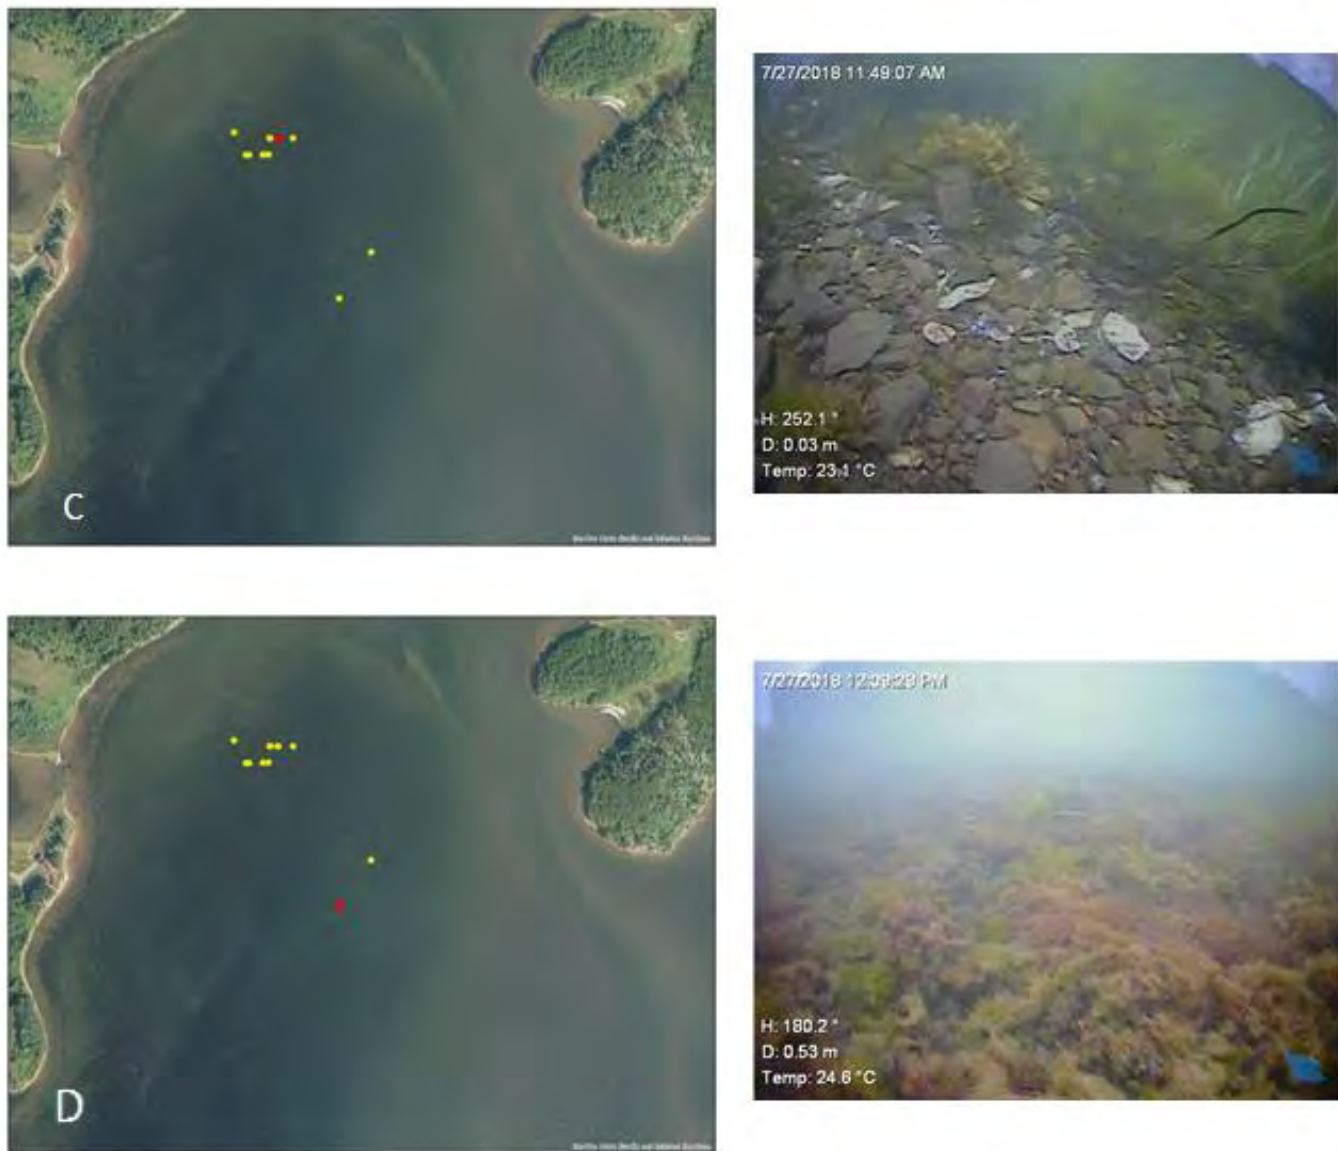 7/27/2018 11:49:07 AM
H: 252.1 °
D: 0.03 m
Temp: 23.1 °C
C
7/27/2018 12:39:29 PM
H: 180.2 °
D: 0.53 m
Temp: 24.6 °C
D